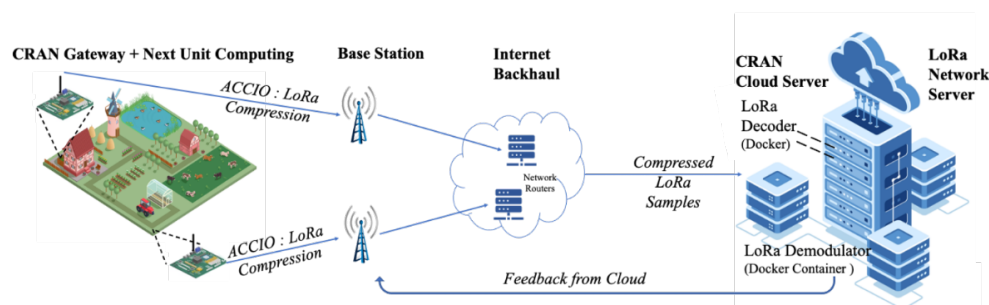 CRAN Gateway + Next Unit Computing
Base Station
Internet
Backhaul
CRAN
Cloud Server
LoRa
Network
Server
ACCIO : LoRa
Compression
LoRa
Decoder
(Docker)
Network
Routers
Compressed
LoRa
Samples
ACCIO : LoRa
Compression
LoRa Demodulator
(Docker Container )
Feedback from Cloud